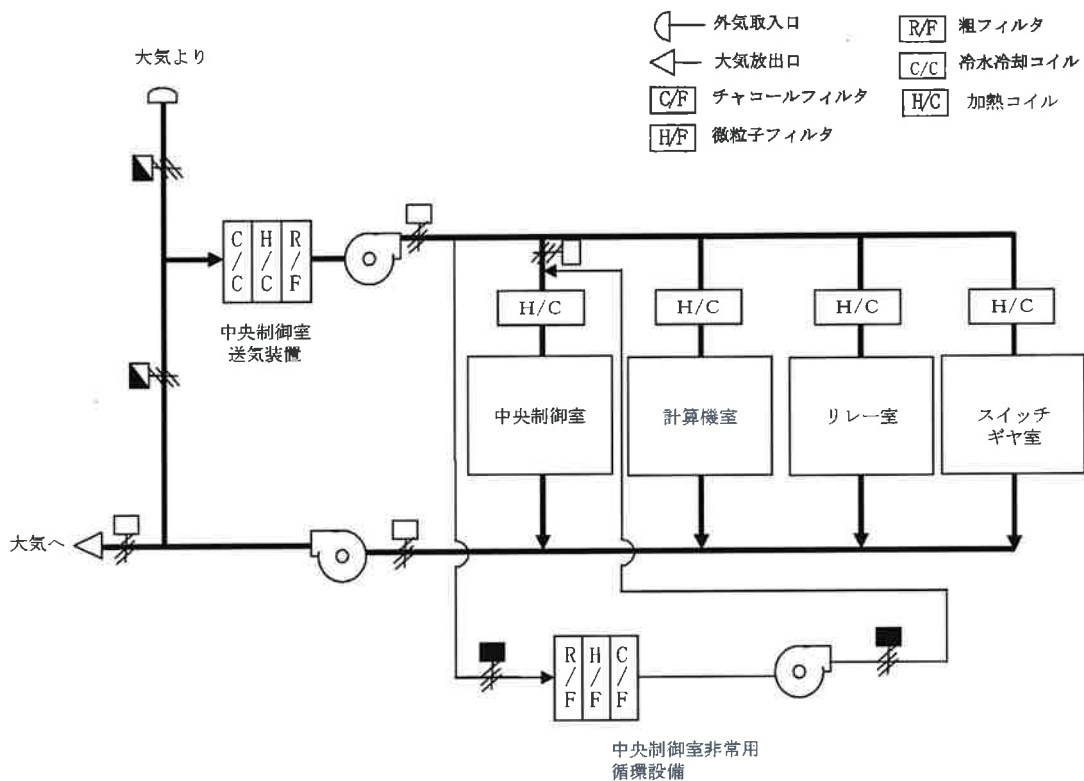 外気取入口
大気放出口
C/F チャコールフィルタ
H/F 微粒子フィルタ
R/F 粗フィルタ
C/C 冷水冷却コイル
H/C 加熱コイル
大気より
C/C H/C R/F
中央制御室
送気装置
H/C
H/C
H/C
H/C
中央制御室
計算機室
リレー室
スイッチ
ギヤ室
大気へ
R/F H/F C/F
中央制御室非常用
循環設備